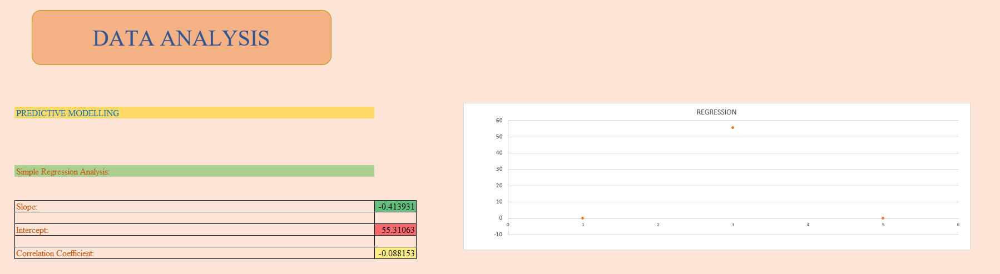 DATA ANALYSIS
PREDICTIVE MODELLING
Simple Regression Analysis:
Slope: -0.413931
Intercept: 55.31063
Correlation Coefficient: -0.088153
REGRESSION
60
50
40
30
20
10
0
-10
0 1 2 3 4 5 6